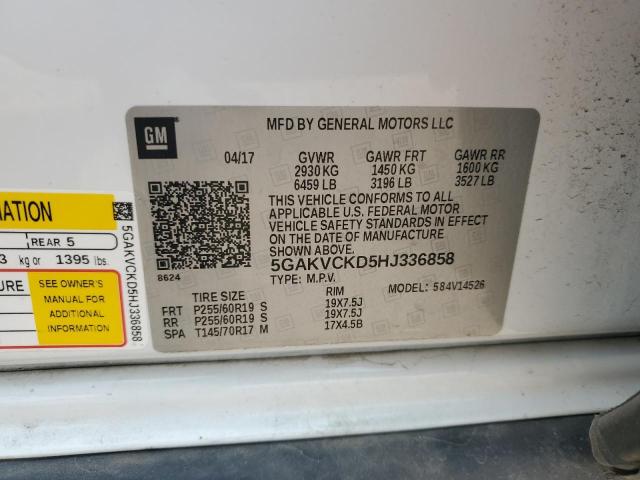 GM
MFD BY GENERAL MOTORS LLC
04/17 GVWR GAWR FRT GAWR RR
2930 KG 1450 KG 1600 KG
6459 LB 3196 LB 3527 LB
THIS VEHICLE CONFORMS TO ALL
APPLICABLE U.S. FEDERAL MOTOR
VEHICLE SAFETY STANDARDS IN EFFECT
ON THE DATE OF MANUFACTURE
SHOWN ABOVE.
5GAKVCKD5HJ336858
8624
TYPE: M.P.V. MODEL: 584V14526
TIRE SIZE RIM
FRT P255/60R19 S 19X7.5J
RR P255/60R19 S 19X7.5J
SPA T145/70R17 M 17X4.5B
REAR 5
kg or 1395 lbs.
SEE OWNER'S
MANUAL FOR
ADDITIONAL
INFORMATION
5GAKVCKD5HJ336858